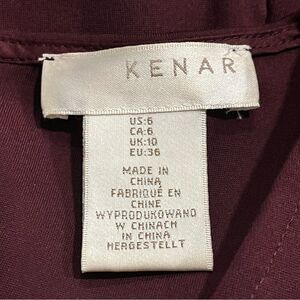 KENAR
US:6
CA:6
UK:10
EU:36
MADE IN
CHINA
FABRIQUÉ EN
CHINE
WYPRODUKOWANO
W CHINACH
IN CHINA
HERGESTELLT